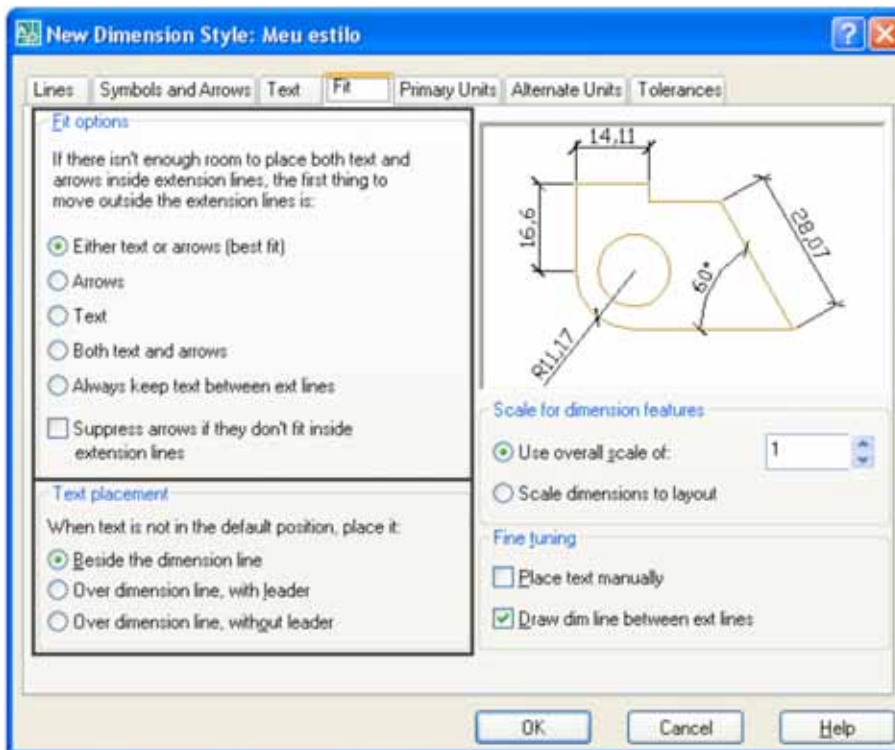 New Dimension Style: Meu estilo
Lines
Symbols and Arrows
Text
Fit
Primary Units
Alternate Units
Tolerances
Fit options
If there isn't enough room to place both text and
arrows inside extension lines, the first thing to
move outside the extension lines is:
Either text or arrows (best fit)
Arrows
Text
Both text and arrows
Always keep text between ext lines
Suppress arrows if they don't fit inside
extension lines
Text placement
When text is not in the default position, place it:
Beside the dimension line
Over dimension line, with leader
Over dimension line, without leader
14,11
16,6
28,07
60°
R11,17
Scale for dimension features
Use overall scale of:
1
Scale dimensions to layout
Fine tuning
Place text manually
Draw dim line between ext lines
OK
Cancel
Help